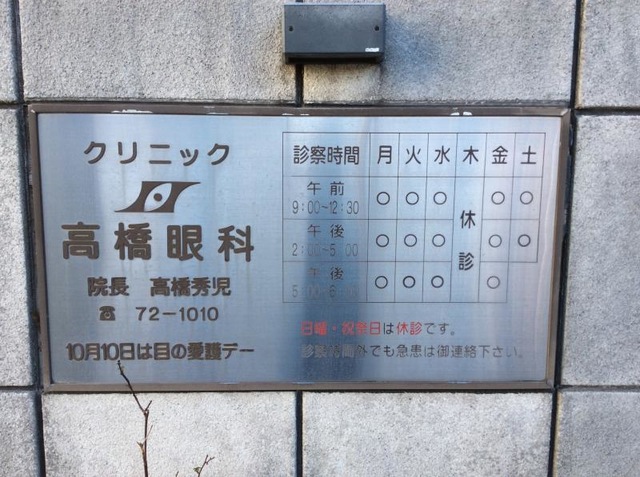 クリニック
高橋眼科
院長 高橋秀児
☎ 72-1010
10月10日は目の愛護デー
診察時間 月 火 水 木 金 土
午前
9:00~12:30 ○ ○ ○ 休診 ○ ○
午後
2:00~5:00 ○ ○ ○ ○ ○
午後 ○ ○ ○ ○
日曜・祝祭日は休診です。
診察時間外でも急患は御連絡下さい。